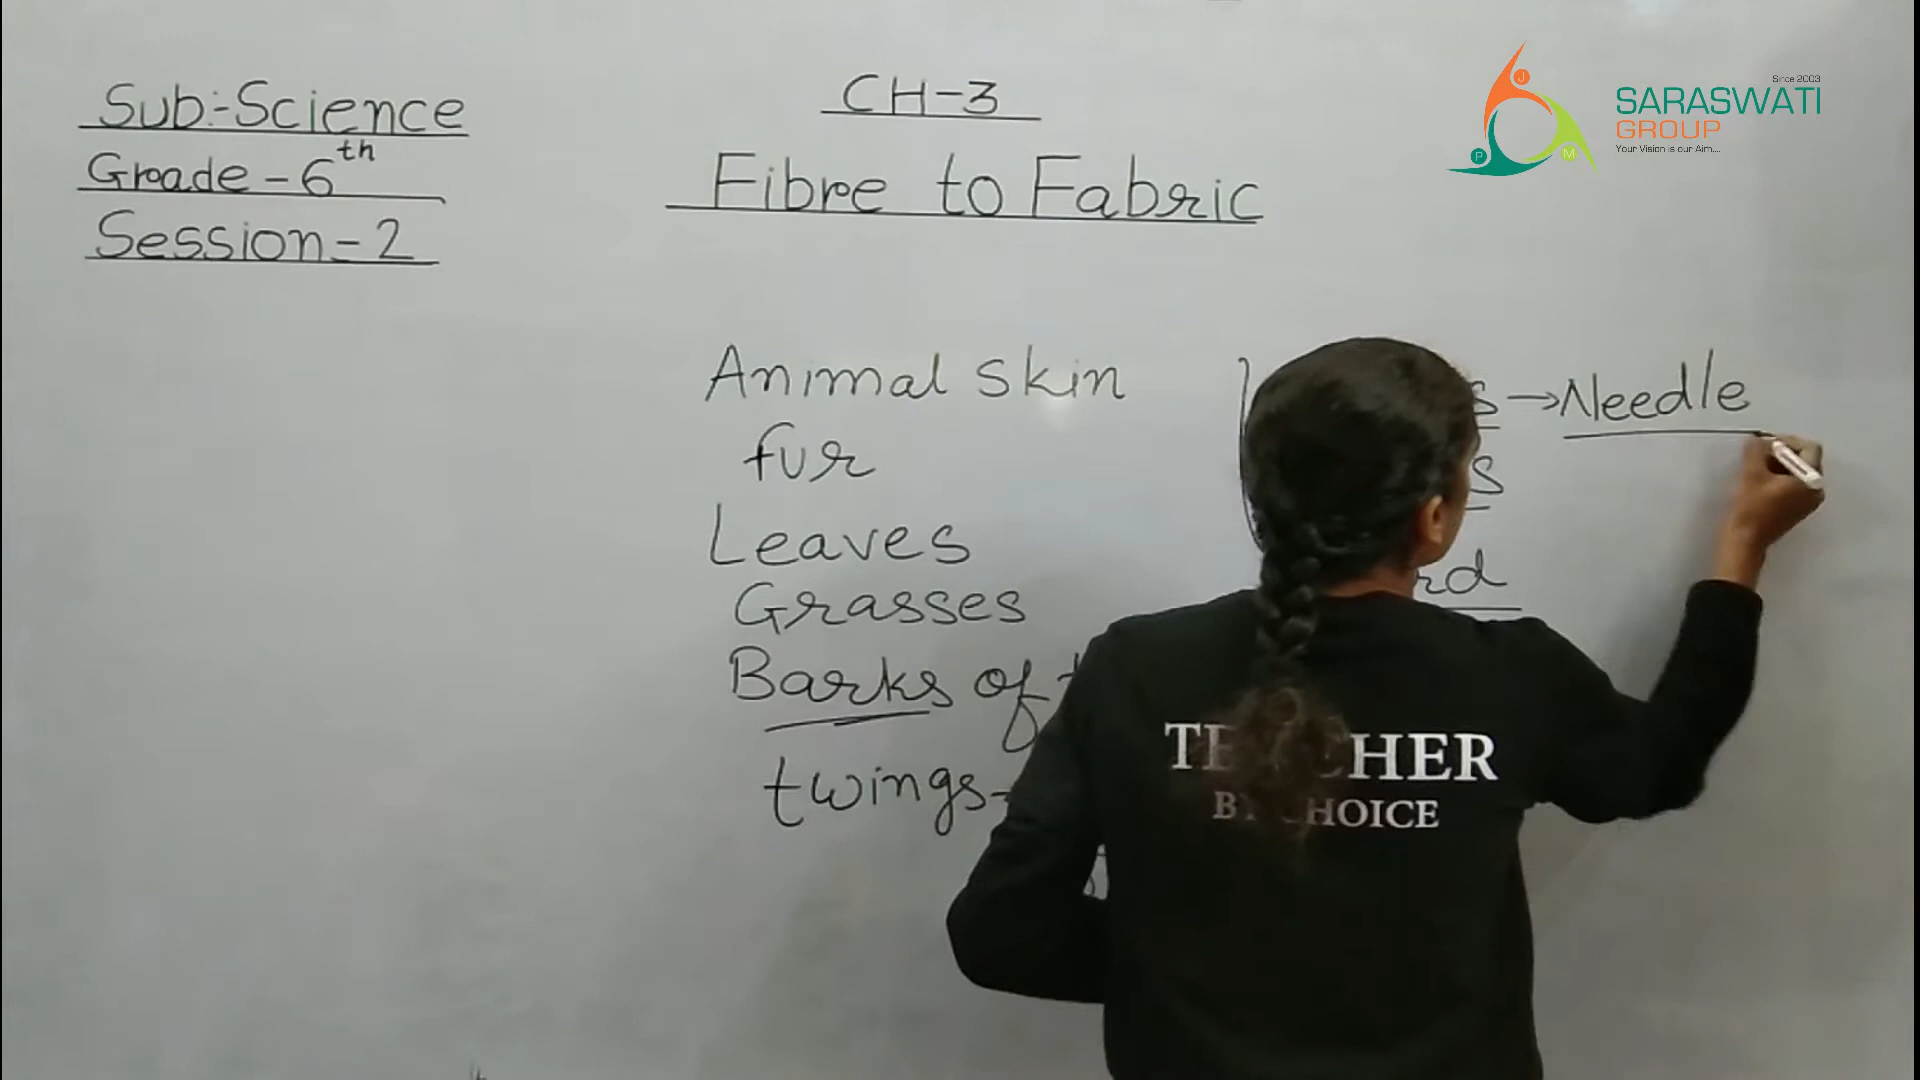 Sub:-Science
Grade - 6th
Session - 2
CH-3
Fibre to Fabric
Animal skin
fur
Leaves
Grasses
Barks of
twings-
→ Needle
Since 2003
SARASWATI
GROUP
Your Vision is our Aim....
J
P
M
TEACHER
BY CHOICE